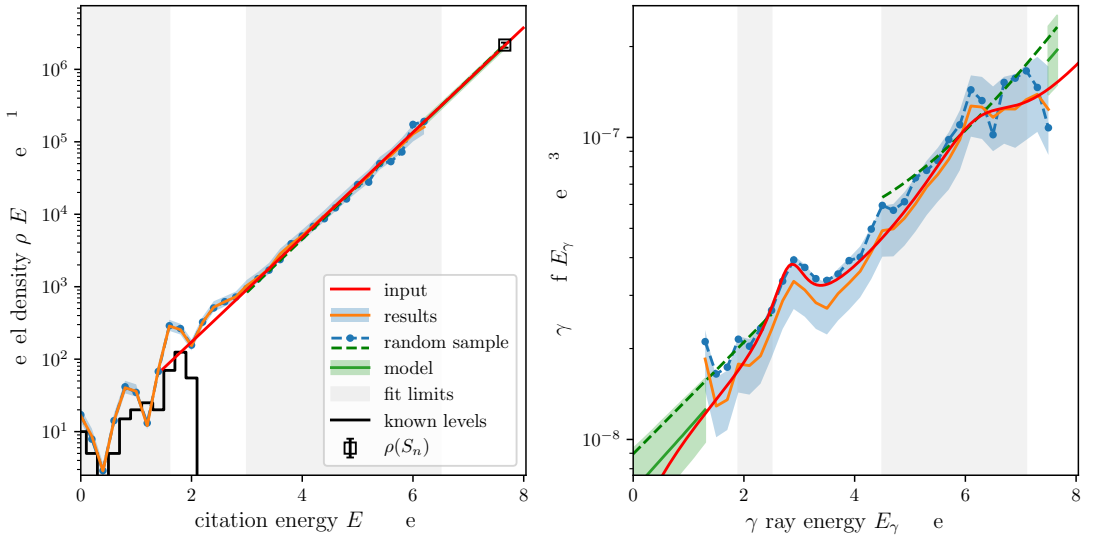 10^6
10^5
10^4
10^3
10^2
10^1
0 2 4 6 8
citation energy E e
e el density ρ E e 1
input
results
random sample
model
fit limits
known levels
ρ(S_n)
10^{-7}
10^{-8}
0 2 4 6 8
γ ray energy E_γ e
γ f E_γ e 3